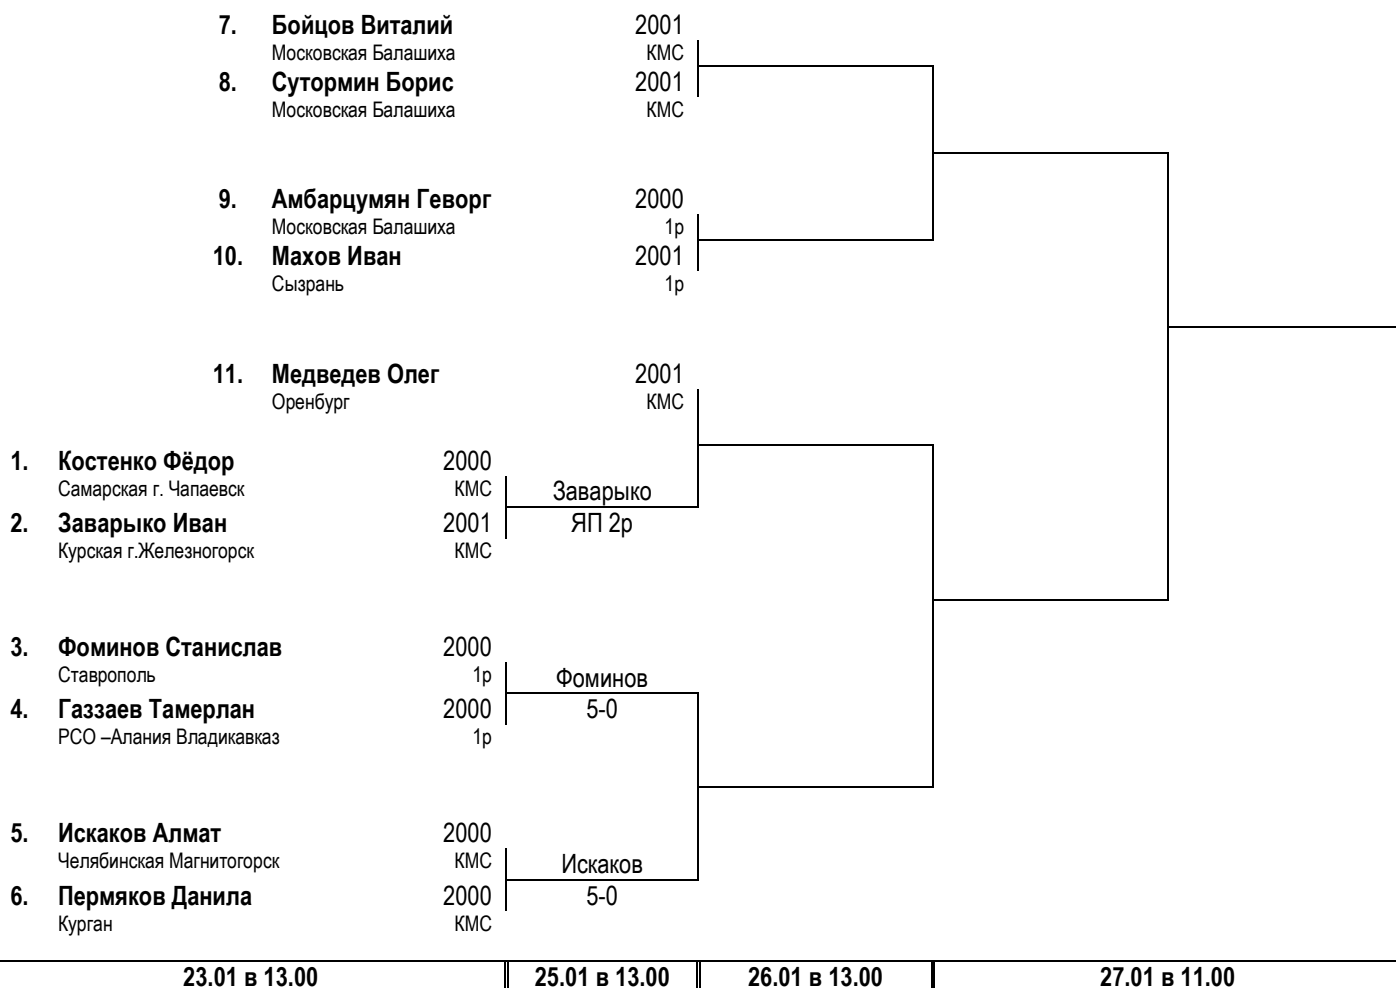 7. Бойцов Виталий 2001
Московская Балашиха КМС
8. Сутормин Борис 2001
Московская Балашиха КМС
9. Амбарцумян Геворг 2000
Московская Балашиха 1р
10. Махов Иван 2001
Сызрань 1р
11. Медведев Олег 2001
Оренбург КМС
1. Костенко Фёдор 2000
Самарская г. Чапаевск КМС Заварыко
2. Заварыко Иван 2001 ЯП 2р
Курская г.Железногорск КМС
3. Фоминов Станислав 2000
Ставрополь 1р Фоминов
4. Газзаев Тамерлан 2000 5-0
РСО –Алания Владикавказ 1р
5. Искаков Алмат 2000
Челябинская Магнитогорск КМС Искаков
6. Пермяков Данила 2000 5-0
Курган КМС
23.01 в 13.00 25.01 в 13.00 26.01 в 13.00 27.01 в 11.00